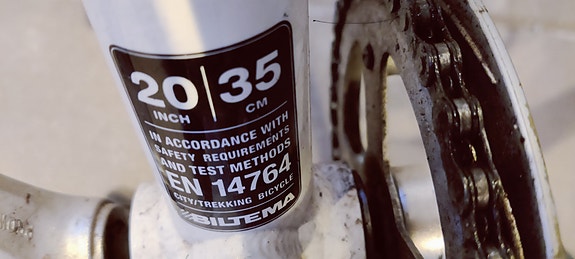 20 | 35
INCH CM
IN ACCORDANCE WITH
SAFETY REQUIREMENTS
AND TEST METHODS
EN 14764
CITY/TREKKING BICYCLE
BILTEMA